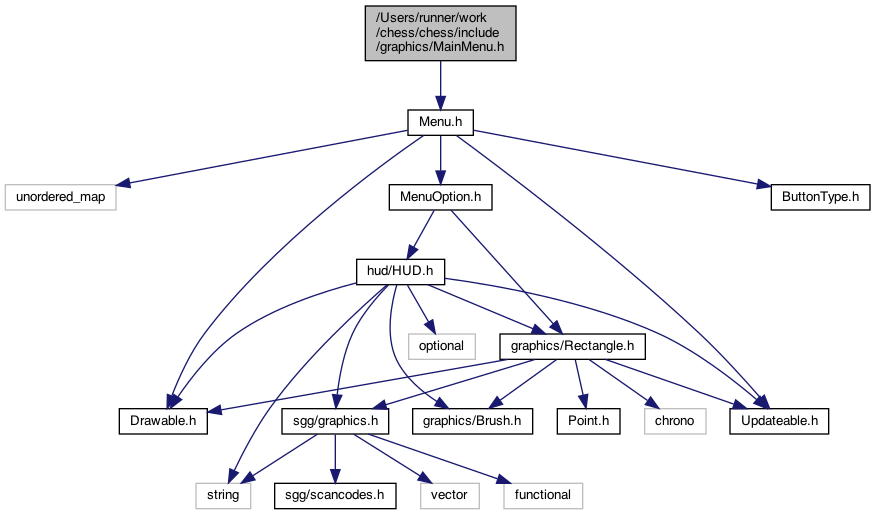 /Users/runner/work
/chess/chess/include
/graphics/MainMenu.h
Menu.h
unordered_map
MenuOption.h
ButtonType.h
hud/HUD.h
optional
graphics/Rectangle.h
Drawable.h
sgg/graphics.h
graphics/Brush.h
Point.h
chrono
Updateable.h
string
sgg/scancodes.h
vector
functional